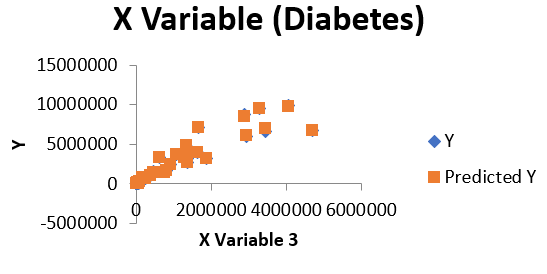 X Variable (Diabetes)
15000000
10000000
5000000
0
-5000000
Y
0 2000000 4000000 6000000
X Variable 3
Y
Predicted Y